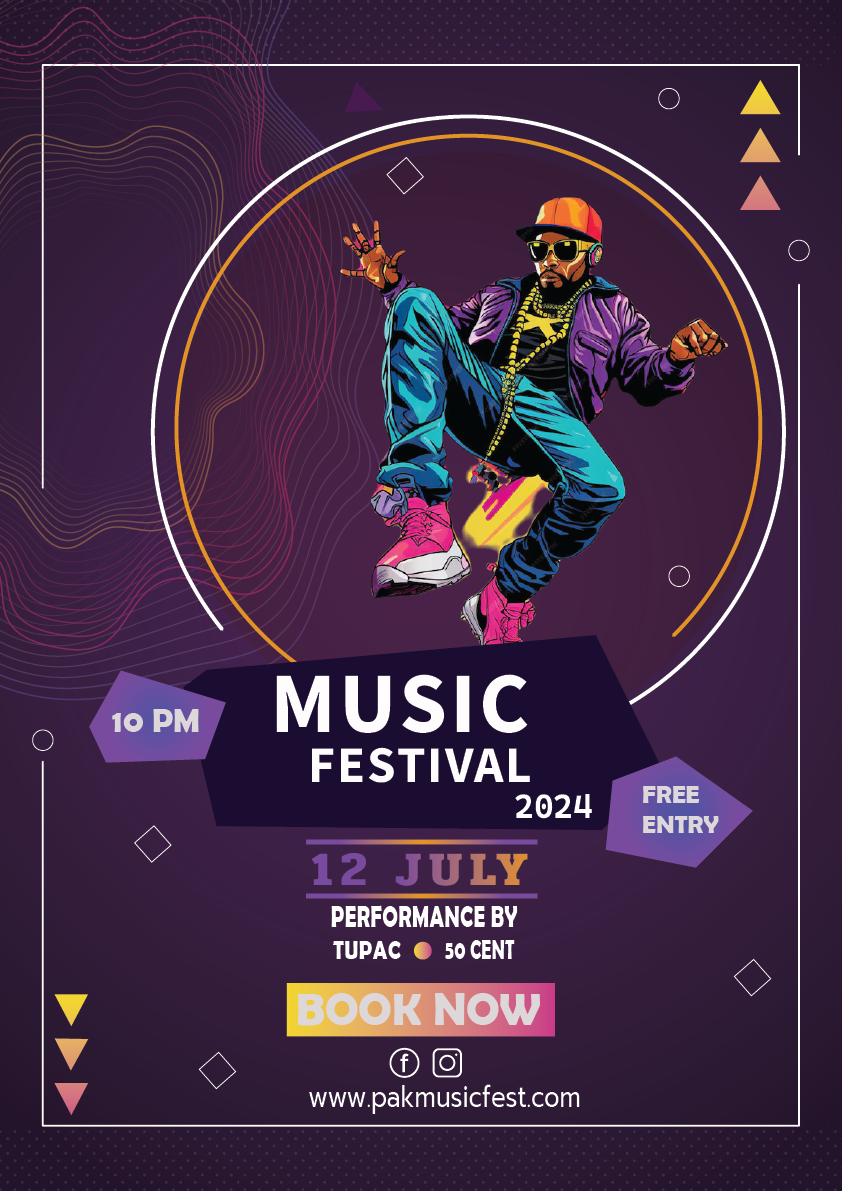 10 PM
MUSIC
FESTIVAL
2024
FREE
ENTRY
12 JULY
PERFORMANCE BY
TUPAC 50 CENT
BOOK NOW
www.pakmusicfest.com